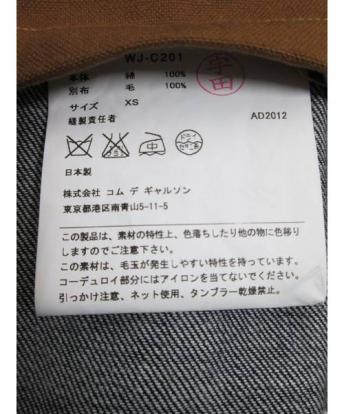 WJ-C201
本体 綿 100%
別布 毛 100%
サイズ XS
縫製責任者
AD2012
日本製
株式会社 コム デ ギャルソン
東京都港区南青山5-11-5
この製品は、素材の特性上、色落ちしたり他の物に色移り
しますのでご注意下さい。
この素材は、毛玉が発生しやすい特性を持っています。
コーデュロイ部分にはアイロンを当てないでください。
引っかけ注意、ネット使用、タンブラー乾燥禁止。